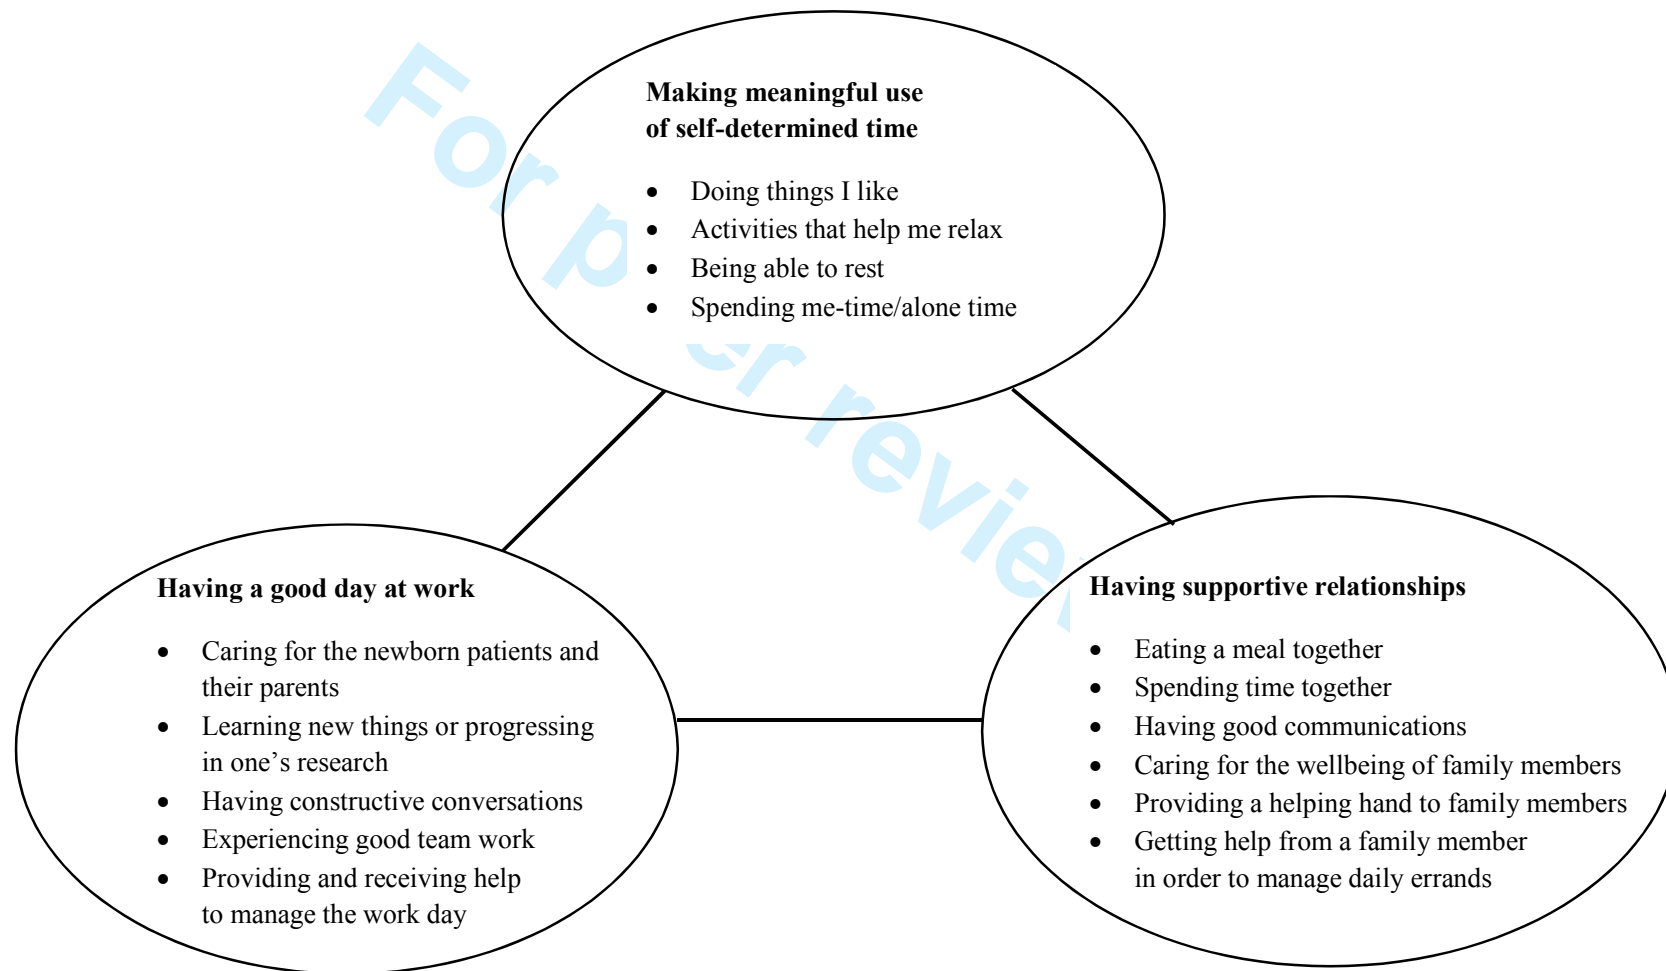 Making meaningful use
of self-determined time
• Doing things I like
• Activities that help me relax
• Being able to rest
• Spending me-time/alone time
Having a good day at work
• Caring for the newborn patients and
their parents
• Learning new things or progressing
in one’s research
• Having constructive conversations
• Experiencing good team work
• Providing and receiving help
to manage the work day
Having supportive relationships
• Eating a meal together
• Spending time together
• Having good communications
• Caring for the wellbeing of family members
• Providing a helping hand to family members
• Getting help from a family member
in order to manage daily errands
For p er review